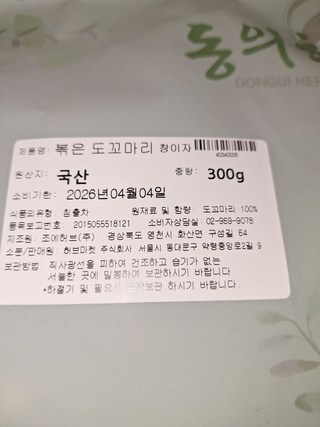 동의
DONGUI HER
제품명: 볶은 도꼬마리 창이자
40340005
원산지: 국산
중량: 300g
소비기한: 2026년04월04일
식품의유형: 침출차 원재료 및 함량: 도꼬마리 100%
품목보고번호: 2015055518121 소비자상담실: 02-969-9078
제조원: 조에허브(주) 경상북도 영천시 화산면 구성길 64
소분/판매원: 허브마켓 주식회사 서울시 동대문구 약령중앙로2길 9
보관방법: 직사광선을 피하여 건조하고 습기가 없는
서늘한 곳에 밀봉하여 보관하시기 바랍니다.
*하절기 및 필요시 냉장보관 하시기 바랍니다.